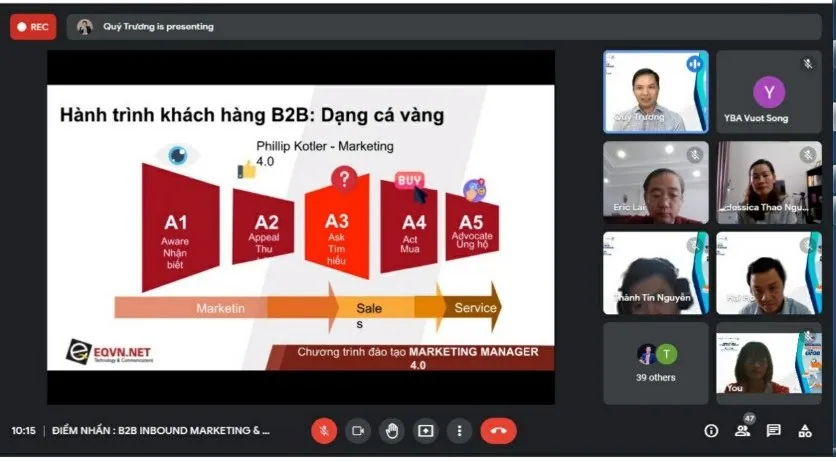 REC
Quý Trương is presenting
Hành trình khách hàng B2B: Dạng cá vàng
Phillip Kotler - Marketing
4.0
BUY
A1
Aware
Nhận
biết
A2
Appeal
Thu
A3
Ask
Tìm
hiểu
A4
Act
Mua
A5
Advocate
Ủng hộ
Marketin
Sale
s
Service
EQVN.NET
Technology & Communications
Chương trình đào tạo MARKETING MANAGER
4.0
Quý Trương
Y
YBA Vuot Song
Eric Lai
Jessica Thao Ngu...
Thành Tín Nguyễn
T
39 others
You
10:15
ĐIỂM NHẤN : B2B INBOUND MARKETING & ...
47